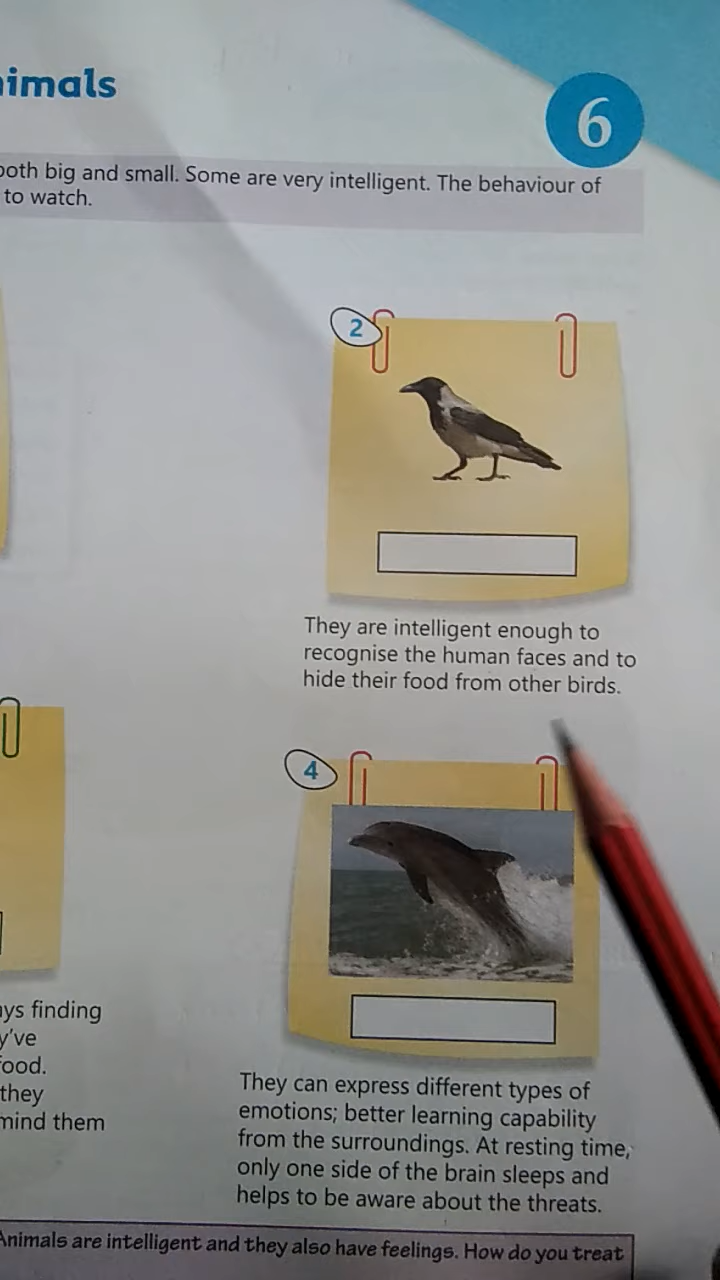 imals
6
both big and small. Some are very intelligent. The behaviour of
to watch.
2
They are intelligent enough to
recognise the human faces and to
hide their food from other birds.
4
ays finding
y've
food.
they
mind them
They can express different types of
emotions; better learning capability
from the surroundings. At resting time,
only one side of the brain sleeps and
helps to be aware about the threats.
Animals are intelligent and they also have feelings. How do you treat